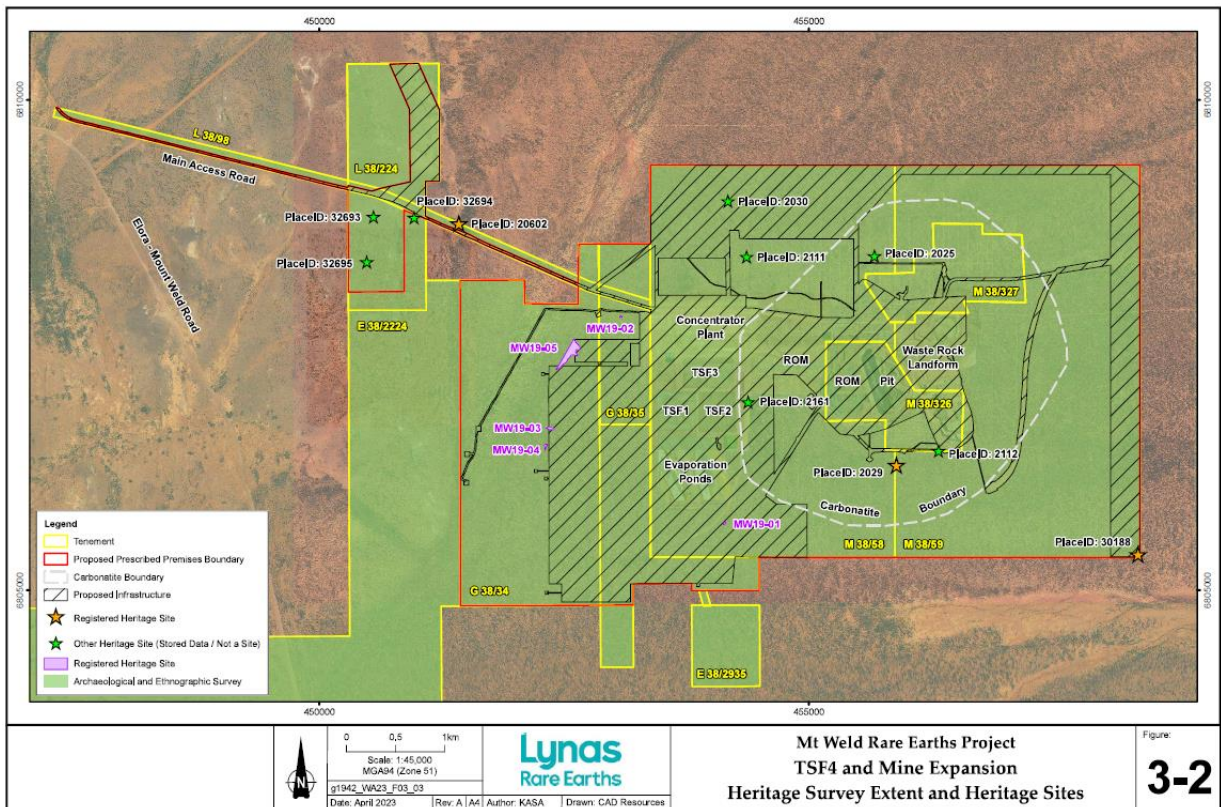 450000
455000
6810000
6810000
L 38/98
Main Access Road
L 38/224
PlaceID: 32694
PlaceID: 32693
PlaceID: 20602
PlaceID: 2030
Elora - Mount Weld Road
PlaceID: 32695
PlaceID: 2111
PlaceID: 2025
M 38/327
E 38/2224
MW19-02
Concentrator
Plant
MW19-05
Waste Rock
Landform
ROM
TSF3
ROM
Pit
PlaceID: 2161
M 38/326
G 38/35
TSF1
TSF2
MW19-03
MW19-04
PlaceID: 2112
Evaporation
Ponds
PlaceID: 2029
Carbonatite
Boundary
MW19-01
M 38/58
M 38/59
PlaceID: 30188
G 38/34
6805000
6805000
E 38/2935
Legend
Tenement
Proposed Prescribed Premises Boundary
Carbonatite Boundary
Proposed Infrastructure
Registered Heritage Site
Other Heritage Site (Stored Data / Not a Site)
Registered Heritage Site
Archaeological and Ethnographic Survey
450000
455000
N
0 0.5 1km
Scale: 1:45,000
MGA94 (Zone 51)
g1942_WA23_F03_03
Date: April 2023
Rev: A
A4
Author: KASA
Drawn: CAD Resources
Lynas
Rare Earths
Mt Weld Rare Earths Project
TSF4 and Mine Expansion
Heritage Survey Extent and Heritage Sites
Figure:
3-2